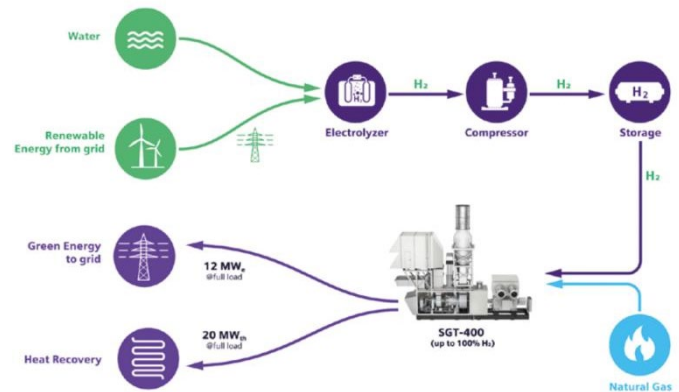 Water
Renewable
Energy from grid
H₂
Electrolyzer
H₂
Compressor
H₂
H₂
Storage
H₂
Green Energy
to grid
12 MWe
@full load
20 MWth
@full load
Heat Recovery
SGT-400
(up to 100% H₂)
Natural Gas